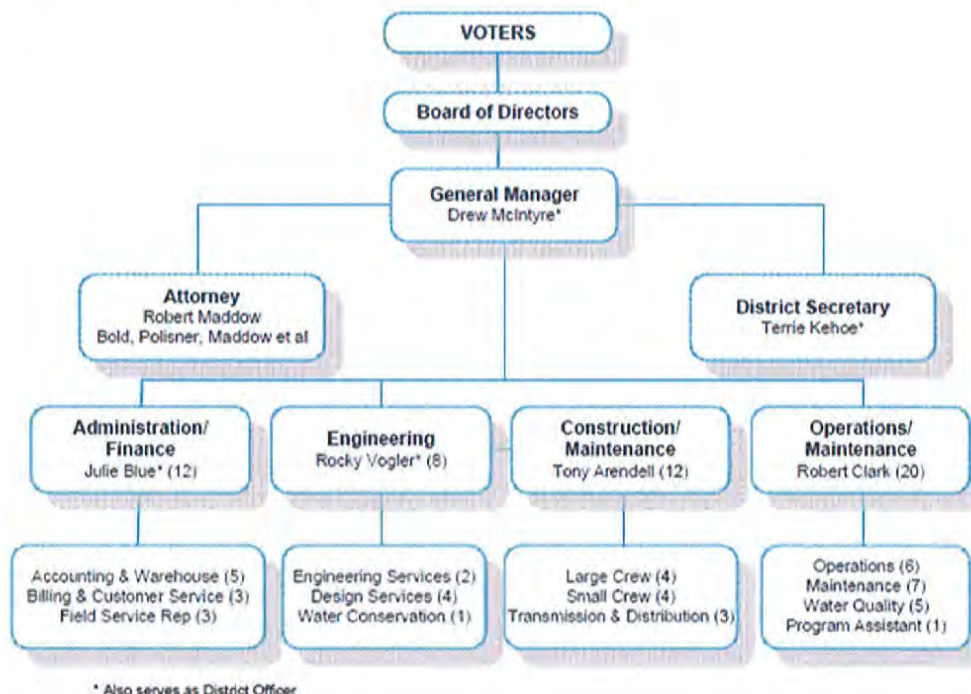 VOTERS
Board of Directors
General Manager
Drew McIntyre*
Attorney
Robert Maddow
Bold, Polisner, Maddow et al
District Secretary
Terrie Kehoe*
Administration/
Finance
Julie Blue* (12)
Engineering
Rocky Vogler* (8)
Construction/
Maintenance
Tony Arendell (12)
Operations/
Maintenance
Robert Clark (20)
Accounting & Warehouse (5)
Billing & Customer Service (3)
Field Service Rep (3)
Engineering Services (2)
Design Services (4)
Water Conservation (1)
Large Crew (4)
Small Crew (4)
Transmission & Distribution (3)
Operations (6)
Maintenance (7)
Water Quality (5)
Program Assistant (1)
* Also serves as District Officer